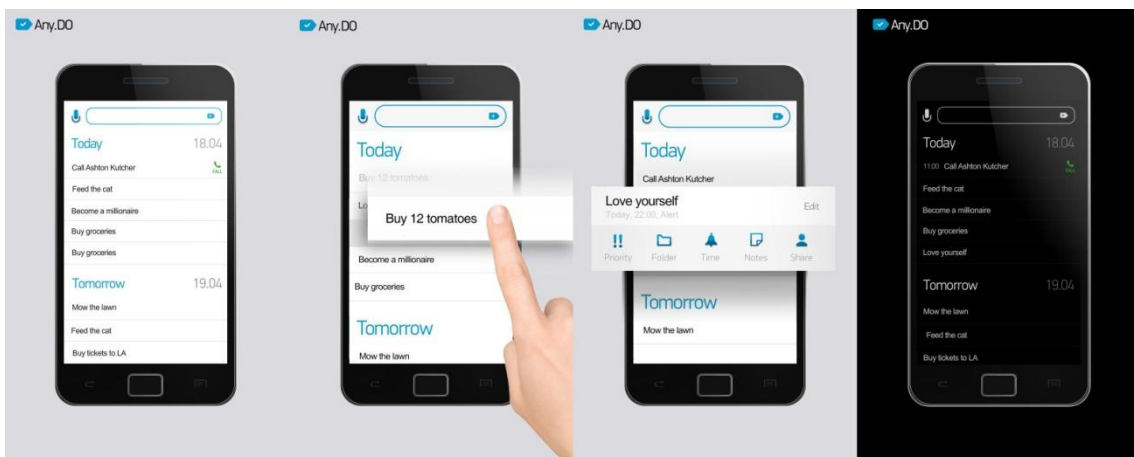 Any.DO
Today 18.04
Call Ashton Kutcher
CALL
Feed the cat
Become a millionaire
Buy groceries
Buy groceries
Tomorrow 19.04
Mow the lawn
Feed the cat
Buy tickets to LA
Any.DO
Today
Buy 12 tomatoes
Lo
Buy 12 tomatoes
Become a millionaire
Buy groceries
Tomorrow
Mow the lawn
Any.DO
Today
Call Ashton Kutcher
Love yourself
Today, 22:00, Alert
Edit
Priority Folder Time Notes Share
Tomorrow
Mow the lawn
Any.DO
Today 18.04
11:00 Call Ashton Kutcher
CALL
Feed the cat
Become a millionaire
Buy groceries
Love yourself
Tomorrow 19.04
Mow the lawn
Feed the cat
Buy tickets to LA